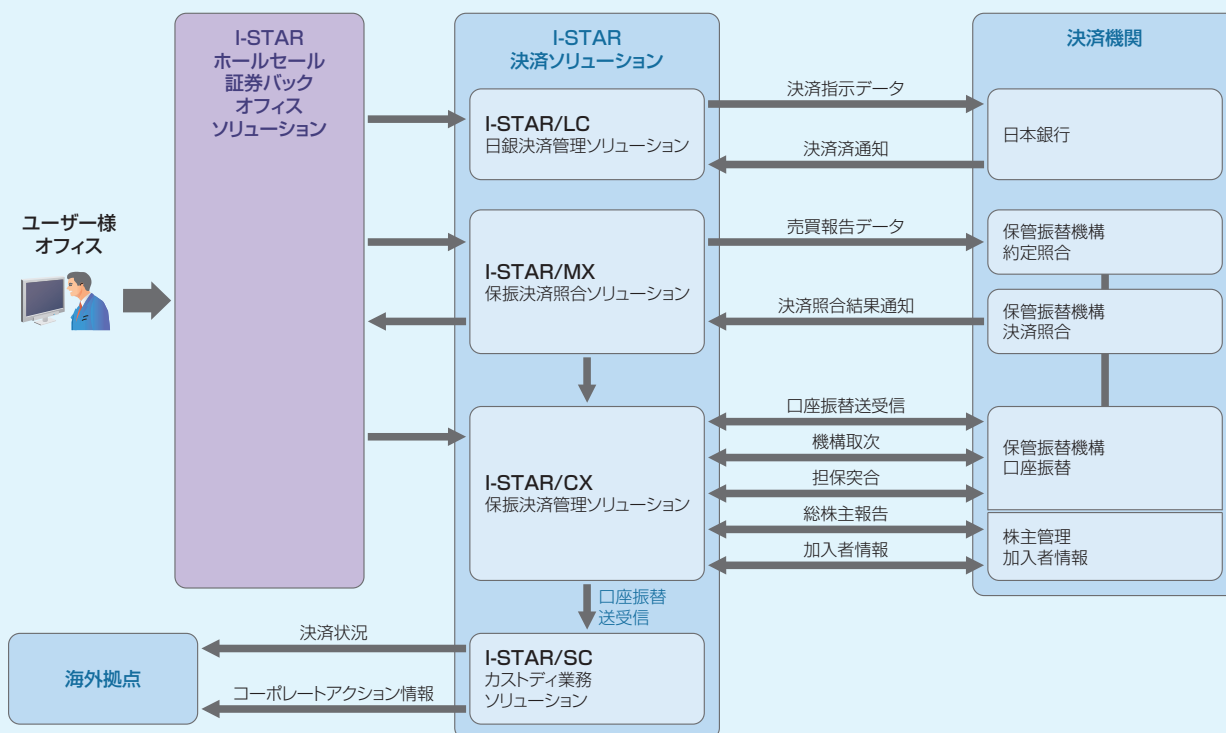 I-STAR
ホールセール
証券バック
オフィス
ソリューション
I-STAR
決済ソリューション
決済機関
I-STAR/LC
日銀決済管理ソリューション
決済指示データ
決済済通知
日本銀行
ユーザー様
オフィス
I-STAR/MX
保振決済照合ソリューション
売買報告データ
決済照合結果通知
保管振替機構
約定照合
保管振替機構
決済照合
I-STAR/CX
保振決済管理ソリューション
口座振替送受信
機構取次
担保突合
総株主報告
加入者情報
保管振替機構
口座振替
株主管理
加入者情報
口座振替
送受信
I-STAR/SC
カストディ業務
ソリューション
決済状況
コーポレートアクション情報
海外拠点